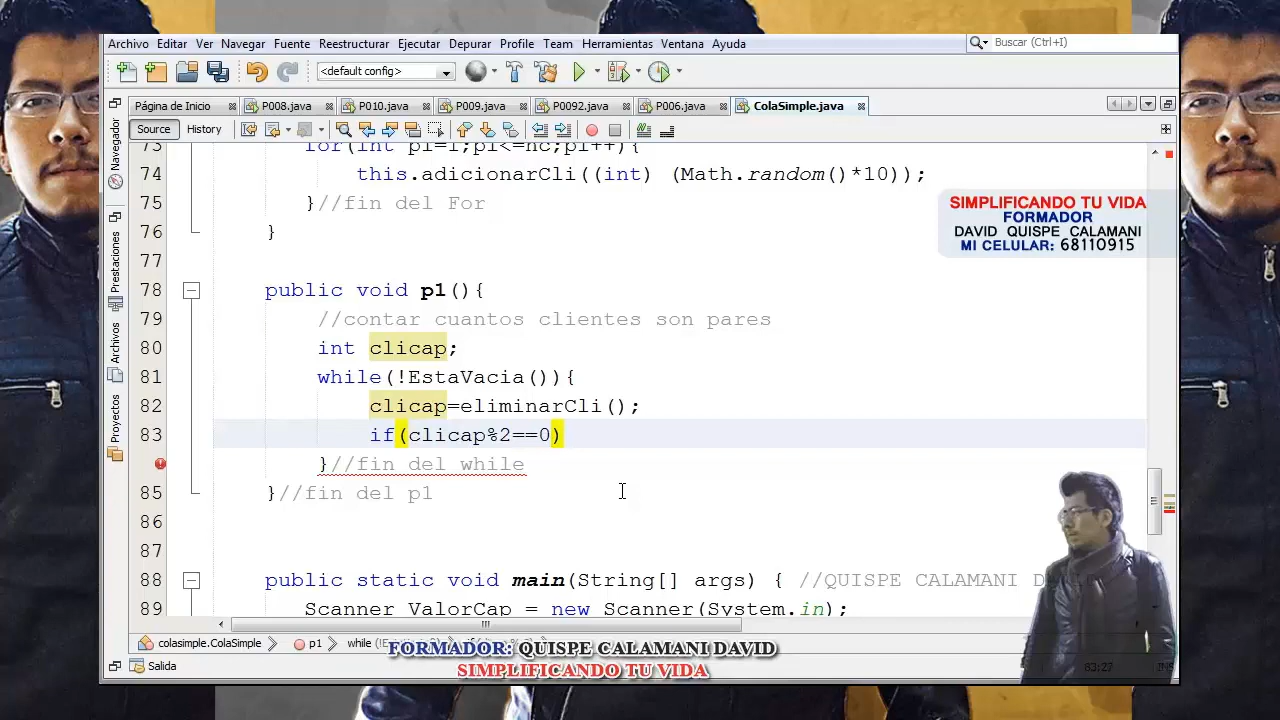 Archivo Editar Ver Navegar Fuente Reestructurar Ejecutar Depurar Profile Team Herramientas Ventana Ayuda
Buscar (Ctrl+I)
<default config>
Página de Inicio P008.java P010.java P009.java P0092.java P006.java ColaSimple.java
Source History
Navegador
Prestaciones
Archivos
Proyectos
73 for(int p1=1;p1<=nc;p1++){
74 this.adicionarCli((int) (Math.random()*10));
75 }//fin del For
76 }
77
78 public void p1(){
79 //contar cuantos clientes son pares
80 int clicap;
81 while(!EstaVacia()){
82 clicap=eliminarCli();
83 if(clicap%2==0)
}//fin del while
85 }//fin del p1
86
87
88 public static void main(String[] args) { //QUISPE CALAMANI
89 Scanner ValorCap = new Scanner(System.in);
SIMPLIFICANDO TU VIDA
FORMADOR
DAVID QUISPE CALAMANI
MI CELULAR: 68110915
colasimple.ColaSimple p1 while
FORMADOR: QUISPE CALAMANI DAVID
Salida
SIMPLIFICANDO TU VIDA
83:27 INS